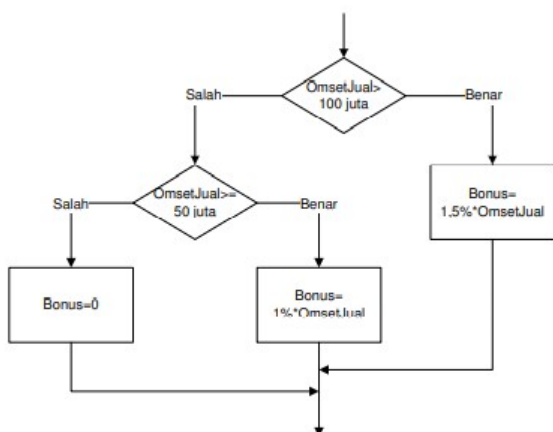 OmsetJual>
100 juta
Salah
Benar
OmsetJual>=
50 juta
Salah
Benar
Bonus=
1,5%*OmsetJual
Bonus=0
Bonus=
1%*OmsetJual